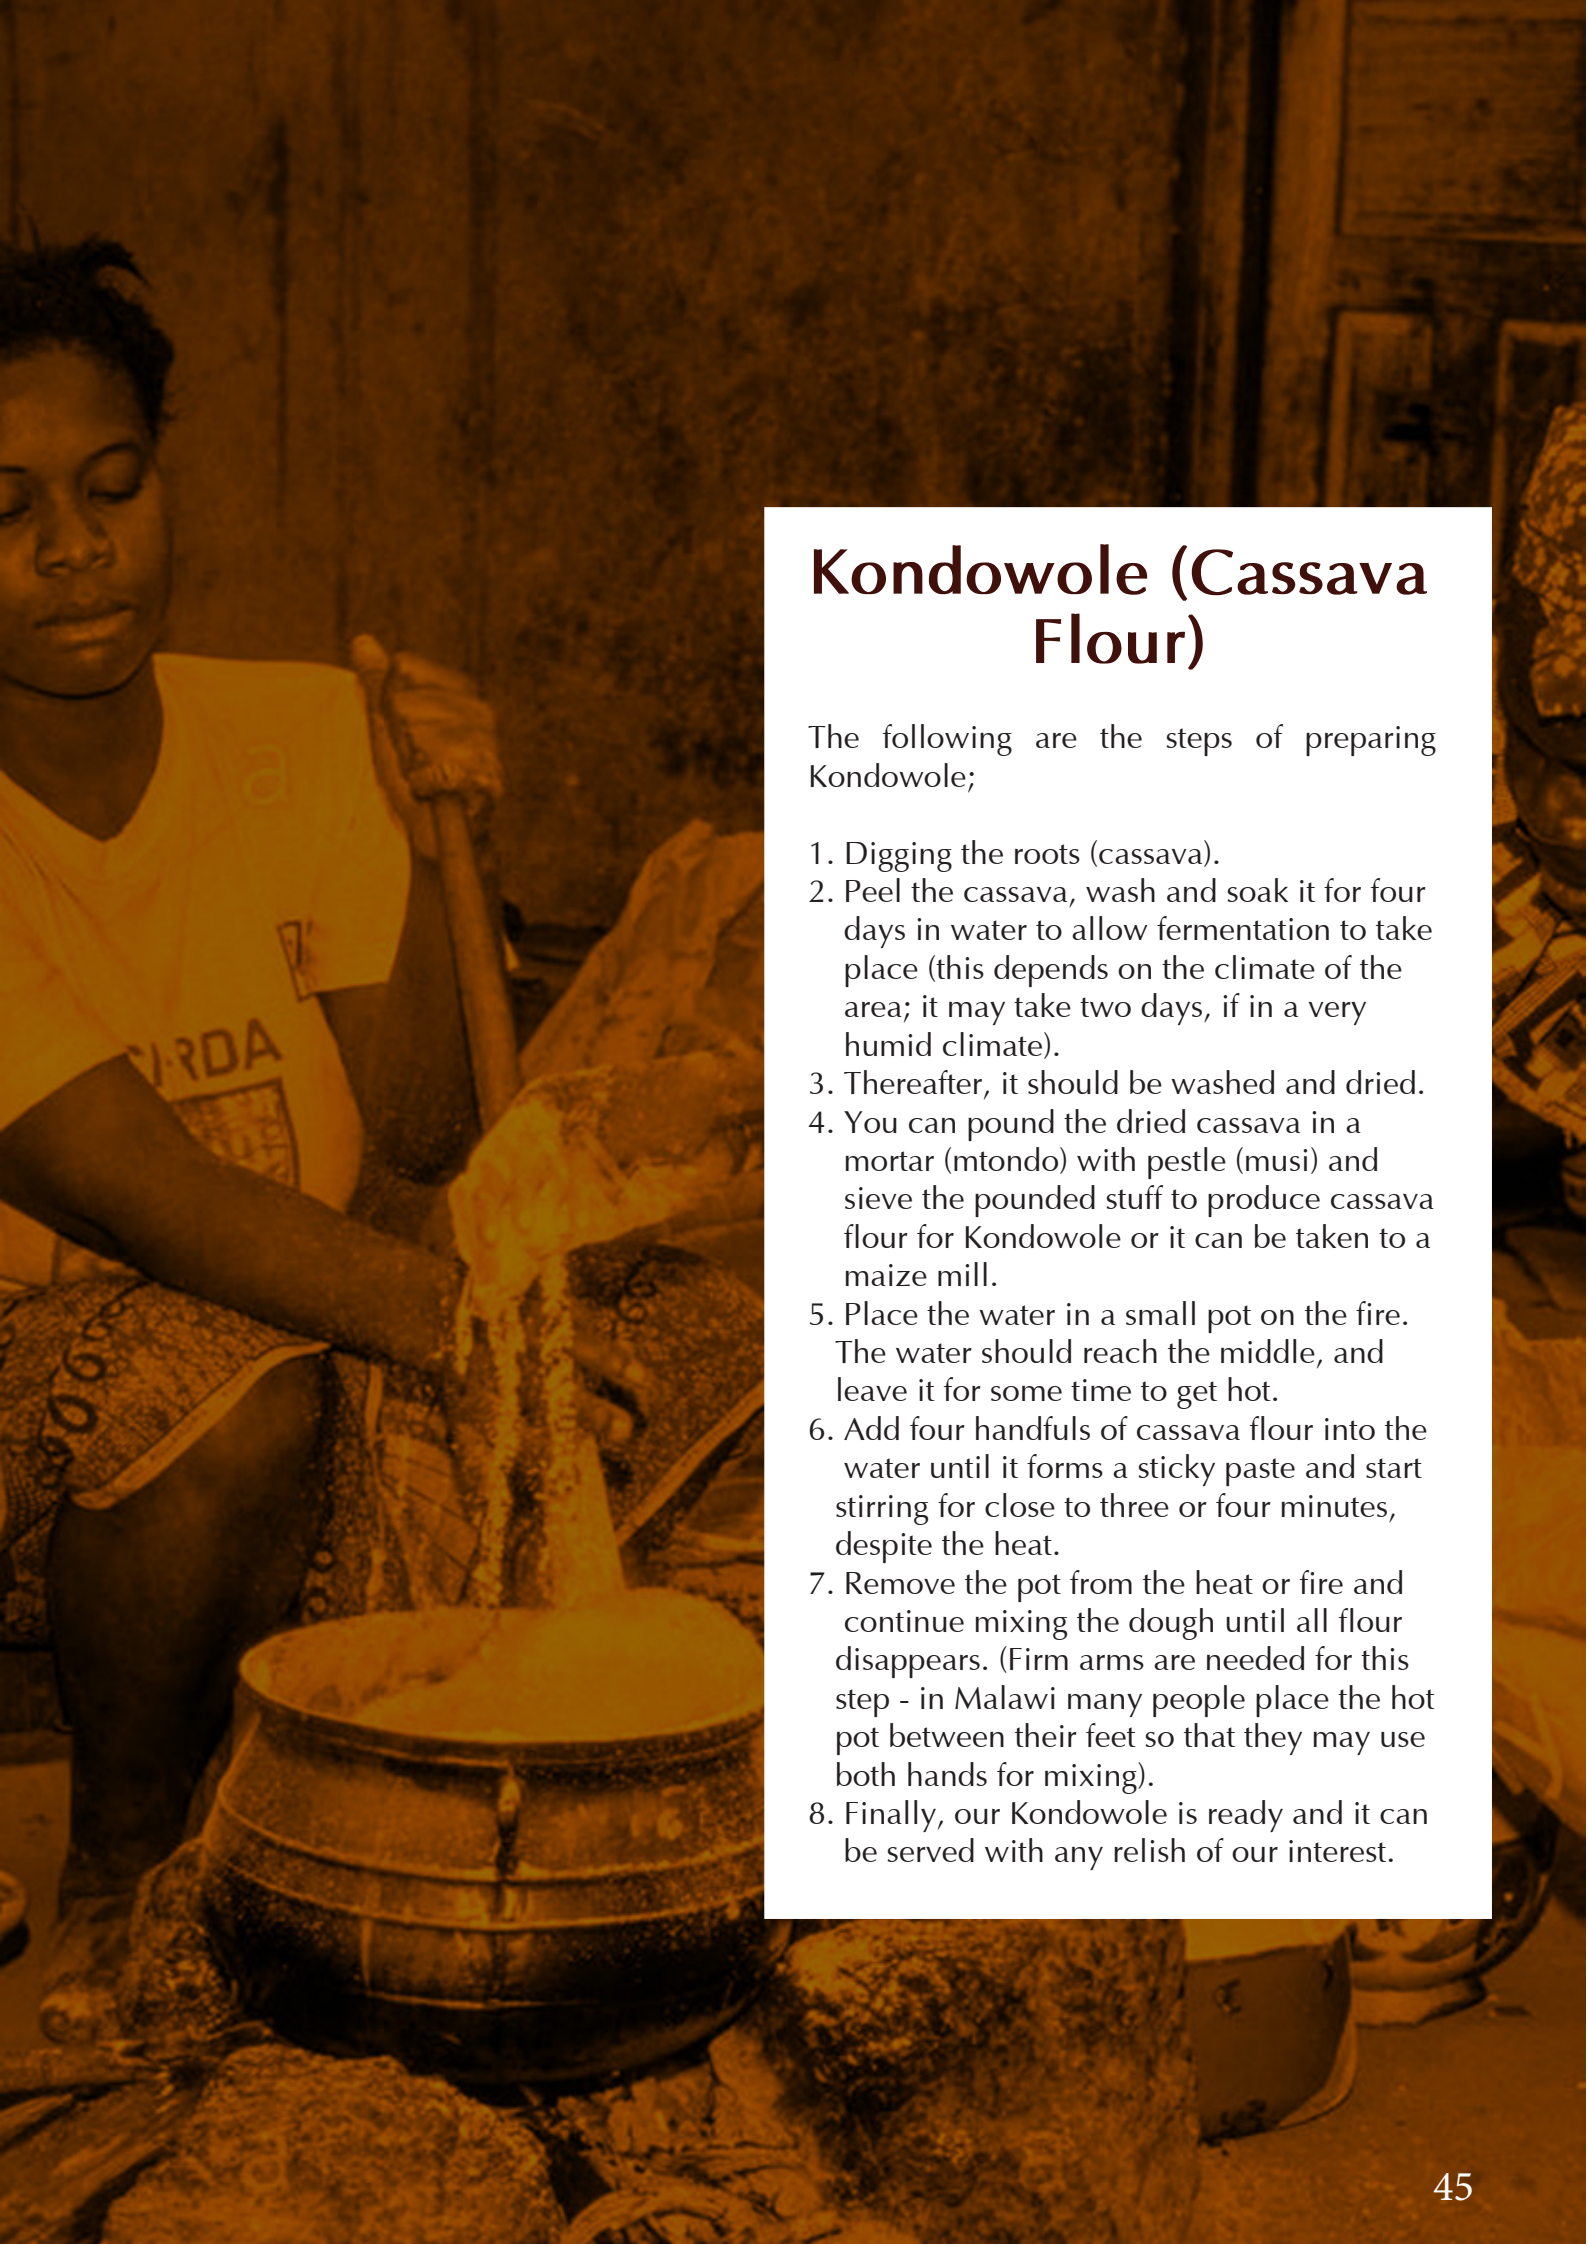 Kondowole (Cassava
Flour)
The following are the steps of preparing
Kondowole;
1. Digging the roots (cassava).
2. Peel the cassava, wash and soak it for four
days in water to allow fermentation to take
place (this depends on the climate of the
area; it may take two days, if in a very
humid climate).
3. Thereafter, it should be washed and dried.
4. You can pound the dried cassava in a
mortar (mtondo) with pestle (musi) and
sieve the pounded stuff to produce cassava
flour for Kondowole or it can be taken to a
maize mill.
5. Place the water in a small pot on the fire.
The water should reach the middle, and
leave it for some time to get hot.
6. Add four handfuls of cassava flour into the
water until it forms a sticky paste and start
stirring for close to three or four minutes,
despite the heat.
7. Remove the pot from the heat or fire and
continue mixing the dough until all flour
disappears. (Firm arms are needed for this
step - in Malawi many people place the hot
pot between their feet so that they may use
both hands for mixing).
8. Finally, our Kondowole is ready and it can
be served with any relish of our interest.
45